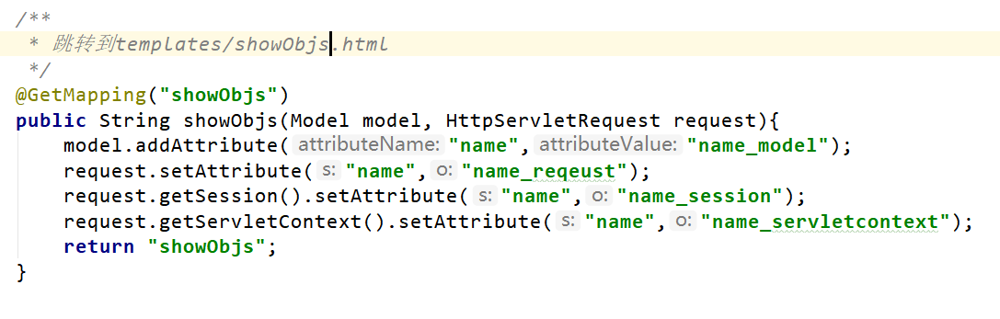 /**
 * 跳转到templates/showObjs.html
 */
@GetMapping("showObjs")
public String showObjs(Model model, HttpServletRequest request){
    model.addAttribute( attributeName: "name", attributeValue: "name_model");
    request.setAttribute( s: "name", o: "name_reqeust");
    request.getSession().setAttribute( s: "name", o: "name_session");
    request.getServletContext().setAttribute( s: "name", o: "name_servletcontext");
    return "showObjs";
}